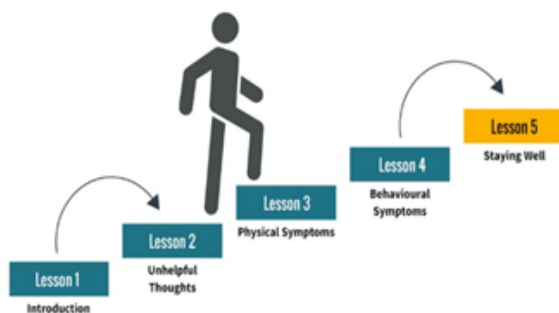 Lesson 1
Introduction
Lesson 2
Unhelpful
Thoughts
Lesson 3
Physical Symptoms
Lesson 4
Behavioural
Symptoms
Lesson 5
Staying Well